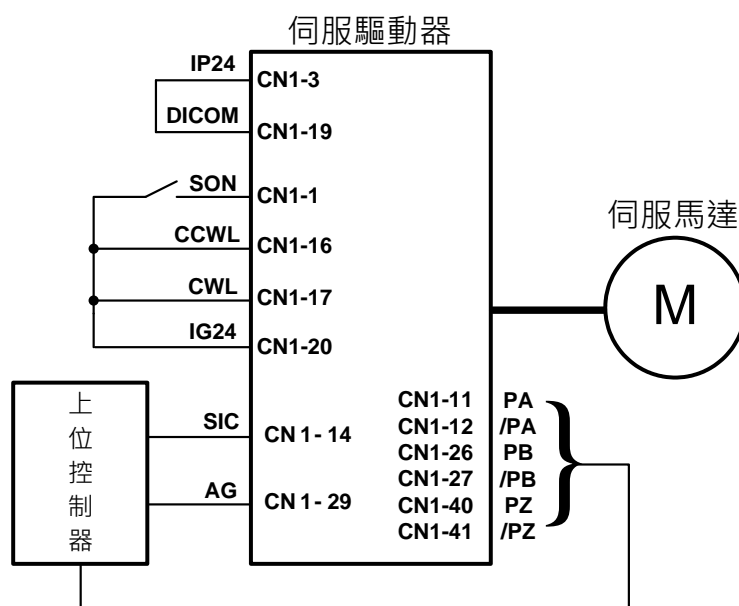 伺服驅動器
IP24 CN1-3
DICOM CN1-19
SON CN1-1
CCWL CN1-16
CWL CN1-17
IG24 CN1-20
伺服馬達
M
上位控制器
SIC CN1-14
AG CN1-29
CN1-11 PA
CN1-12 /PA
CN1-26 PB
CN1-27 /PB
CN1-40 PZ
CN1-41 /PZ